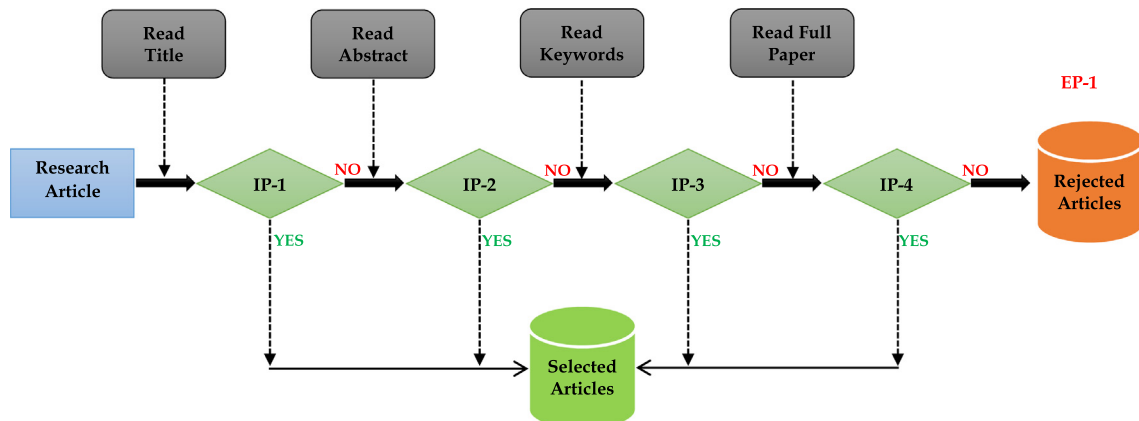 Read
Title
Read
Abstract
Read
Keywords
Read Full
Paper
EP-1
Research
Article
IP-1
NO
IP-2
NO
IP-3
NO
IP-4
NO
Rejected
Articles
YES
YES
YES
YES
Selected
Articles